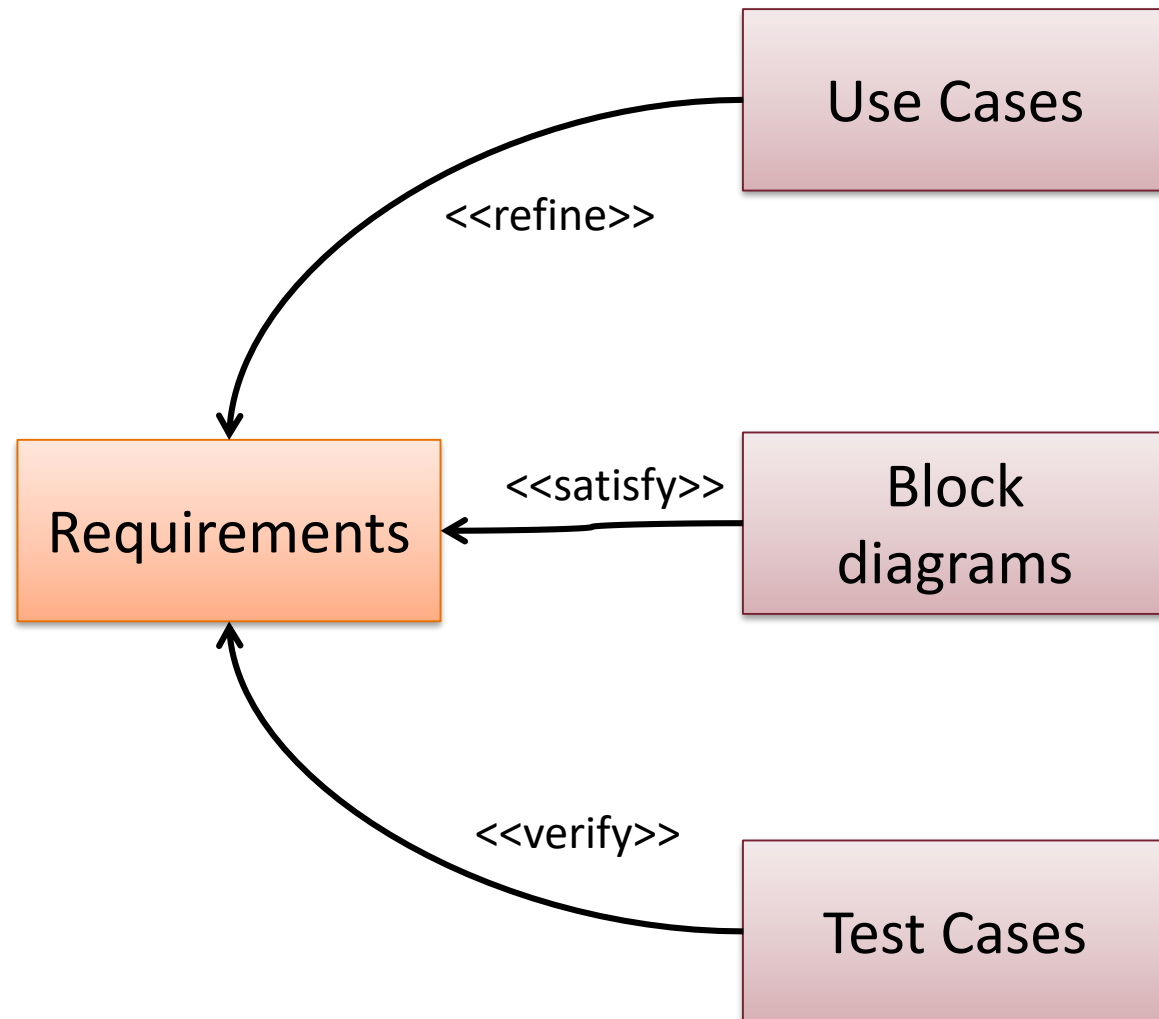 Use Cases
<<refine>>
<<satisfy>>
Block
diagrams
Requirements
<<verify>>
Test Cases